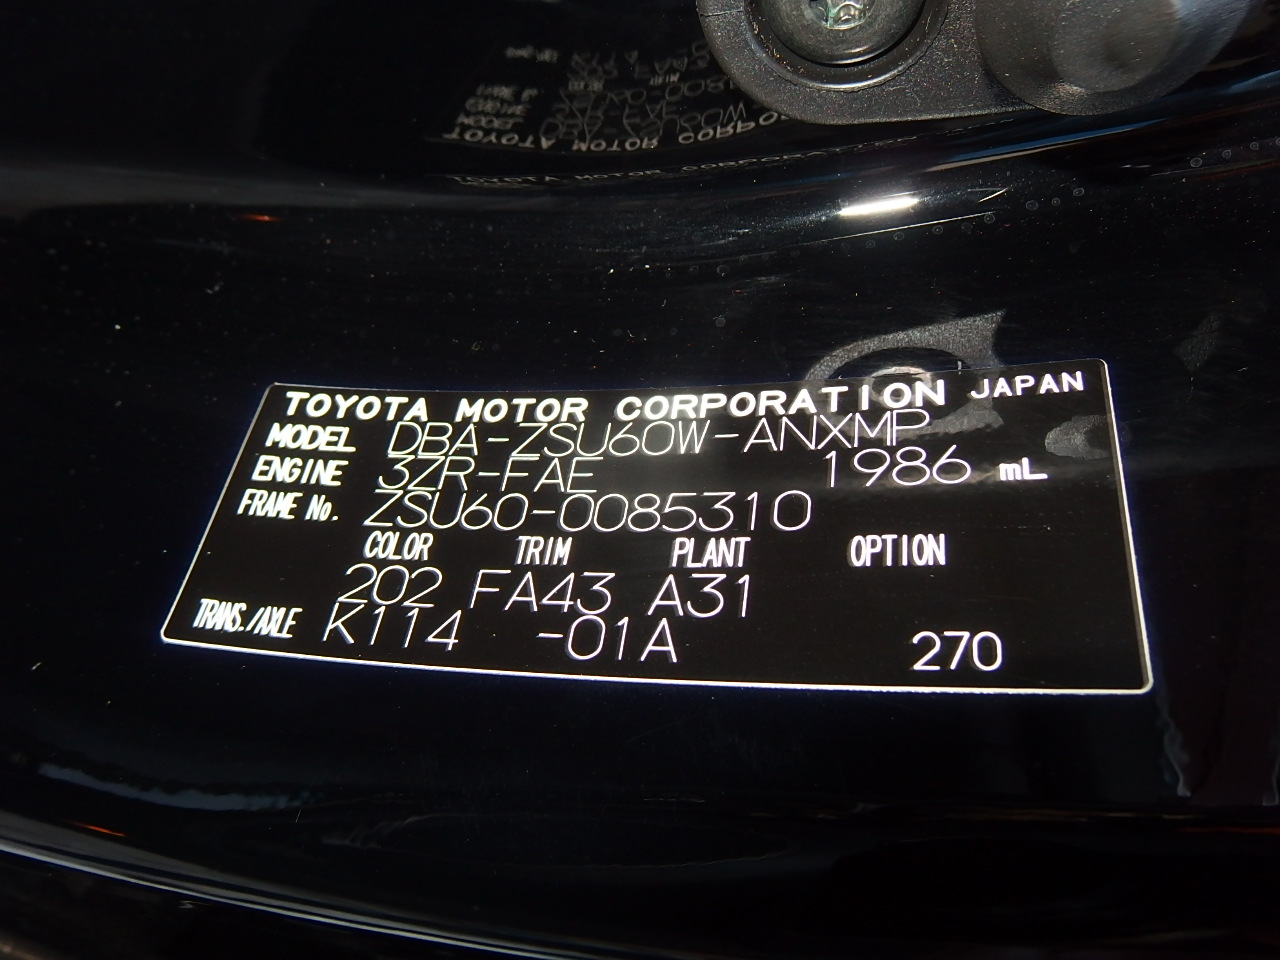 TOYOTA MOTOR CORPORATION JAPAN
MODEL DBA-ZSU60W-ANXMP
ENGINE 3ZR-FAE 1986 mL
FRAME No. ZSU60-0085310
COLOR TRIM PLANT OPTION
202 FA43 A31
TRANS./AXLE K114 -01A 270